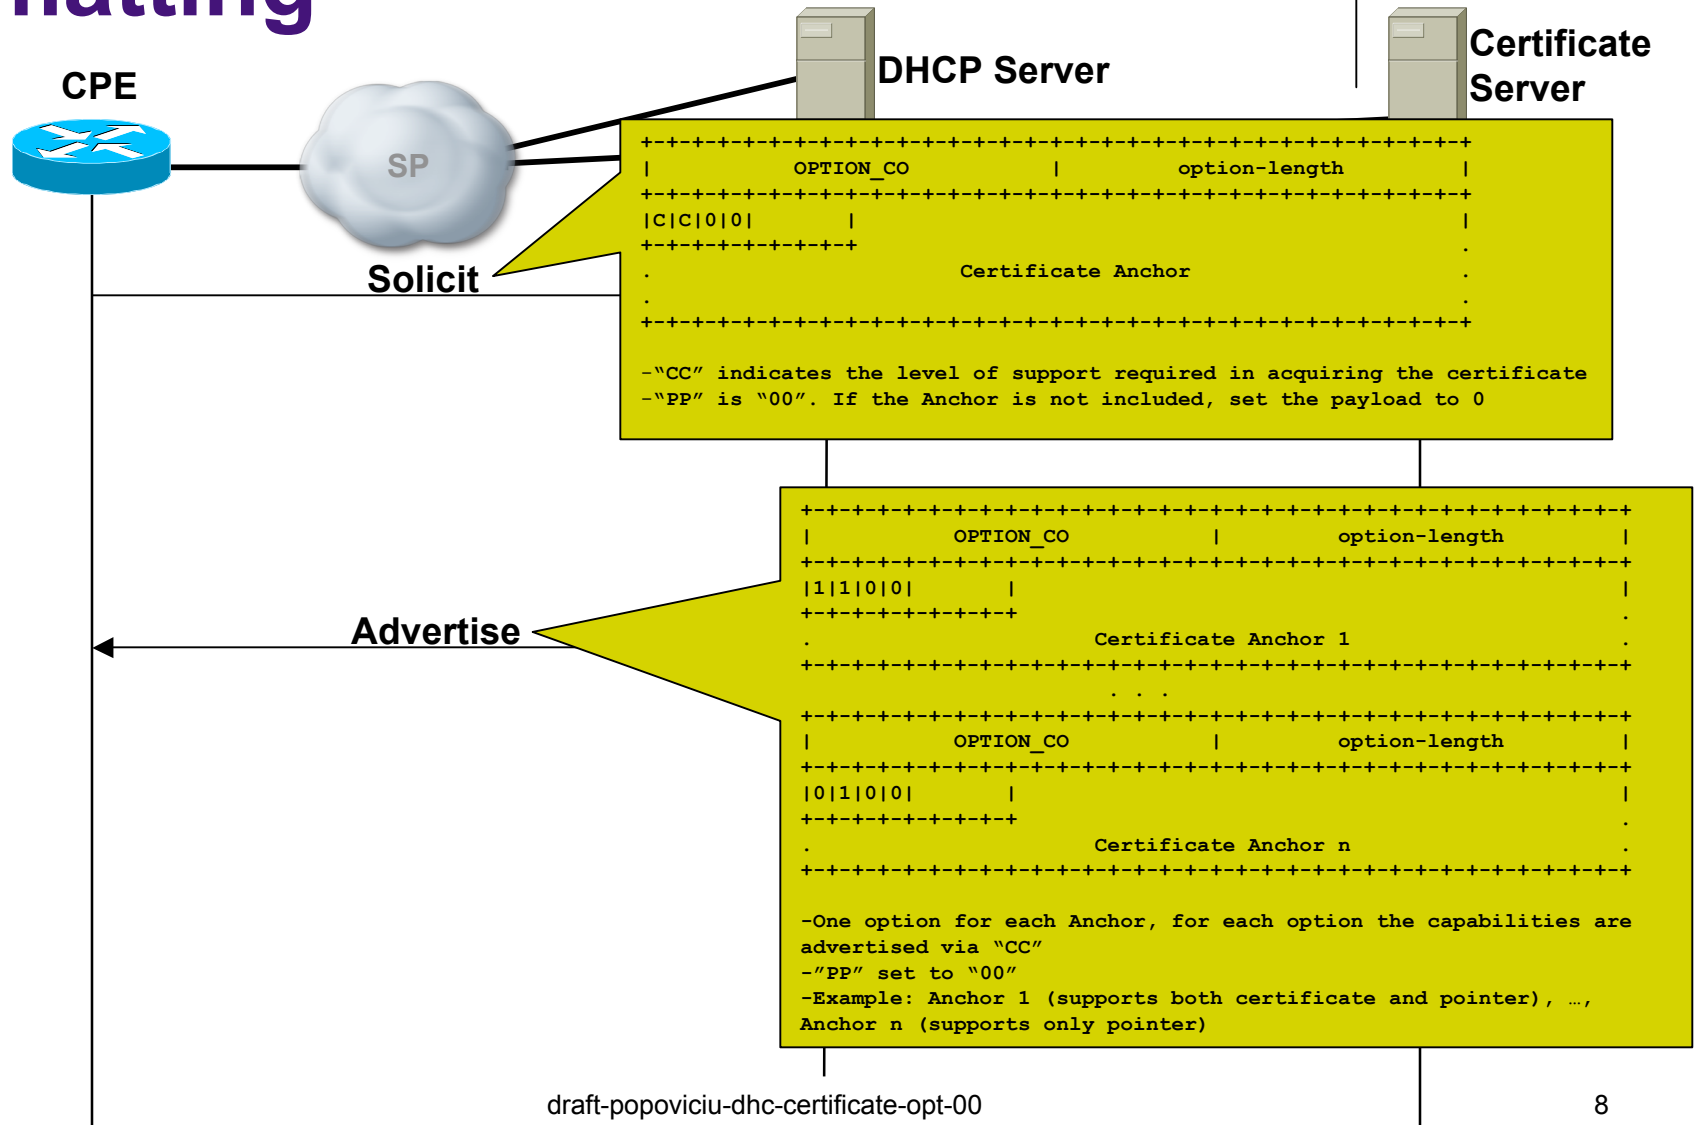 CPE
SP
DHCP Server
Certificate
Server
Solicit
+-+-+-+-+-+-+-+-+-+-+-+-+-+-+-+-+-+-+-+-+-+-+-+-+-+-+-+-+-+-+-+-+
| OPTION_CO | option-length |
+-+-+-+-+-+-+-+-+-+-+-+-+-+-+-+-+-+-+-+-+-+-+-+-+-+-+-+-+-+-+-+-+
|C|C|0|0| | |
+-+-+-+-+-+-+-+-+ .
. Certificate Anchor .
. .
+-+-+-+-+-+-+-+-+-+-+-+-+-+-+-+-+-+-+-+-+-+-+-+-+-+-+-+-+-+-+-+-+
-“CC” indicates the level of support required in acquiring the certificate
-“PP” is “00”. If the Anchor is not included, set the payload to 0
Advertise
+-+-+-+-+-+-+-+-+-+-+-+-+-+-+-+-+-+-+-+-+-+-+-+-+-+-+-+-+-+-+-+-+
| OPTION_CO | option-length |
+-+-+-+-+-+-+-+-+-+-+-+-+-+-+-+-+-+-+-+-+-+-+-+-+-+-+-+-+-+-+-+-+
|1|1|0|0| | |
+-+-+-+-+-+-+-+-+ .
. Certificate Anchor 1 .
+-+-+-+-+-+-+-+-+-+-+-+-+-+-+-+-+-+-+-+-+-+-+-+-+-+-+-+-+-+-+-+-+
. . .
+-+-+-+-+-+-+-+-+-+-+-+-+-+-+-+-+-+-+-+-+-+-+-+-+-+-+-+-+-+-+-+-+
| OPTION_CO | option-length |
+-+-+-+-+-+-+-+-+-+-+-+-+-+-+-+-+-+-+-+-+-+-+-+-+-+-+-+-+-+-+-+-+
|0|1|0|0| | |
+-+-+-+-+-+-+-+-+ .
. Certificate Anchor n .
+-+-+-+-+-+-+-+-+-+-+-+-+-+-+-+-+-+-+-+-+-+-+-+-+-+-+-+-+-+-+-+-+
-One option for each Anchor, for each option the capabilities are
advertised via “CC”
-”PP” set to “00”
-Example: Anchor 1 (supports both certificate and pointer), …,
Anchor n (supports only pointer)
draft-popoviciu-dhc-certificate-opt-00
8